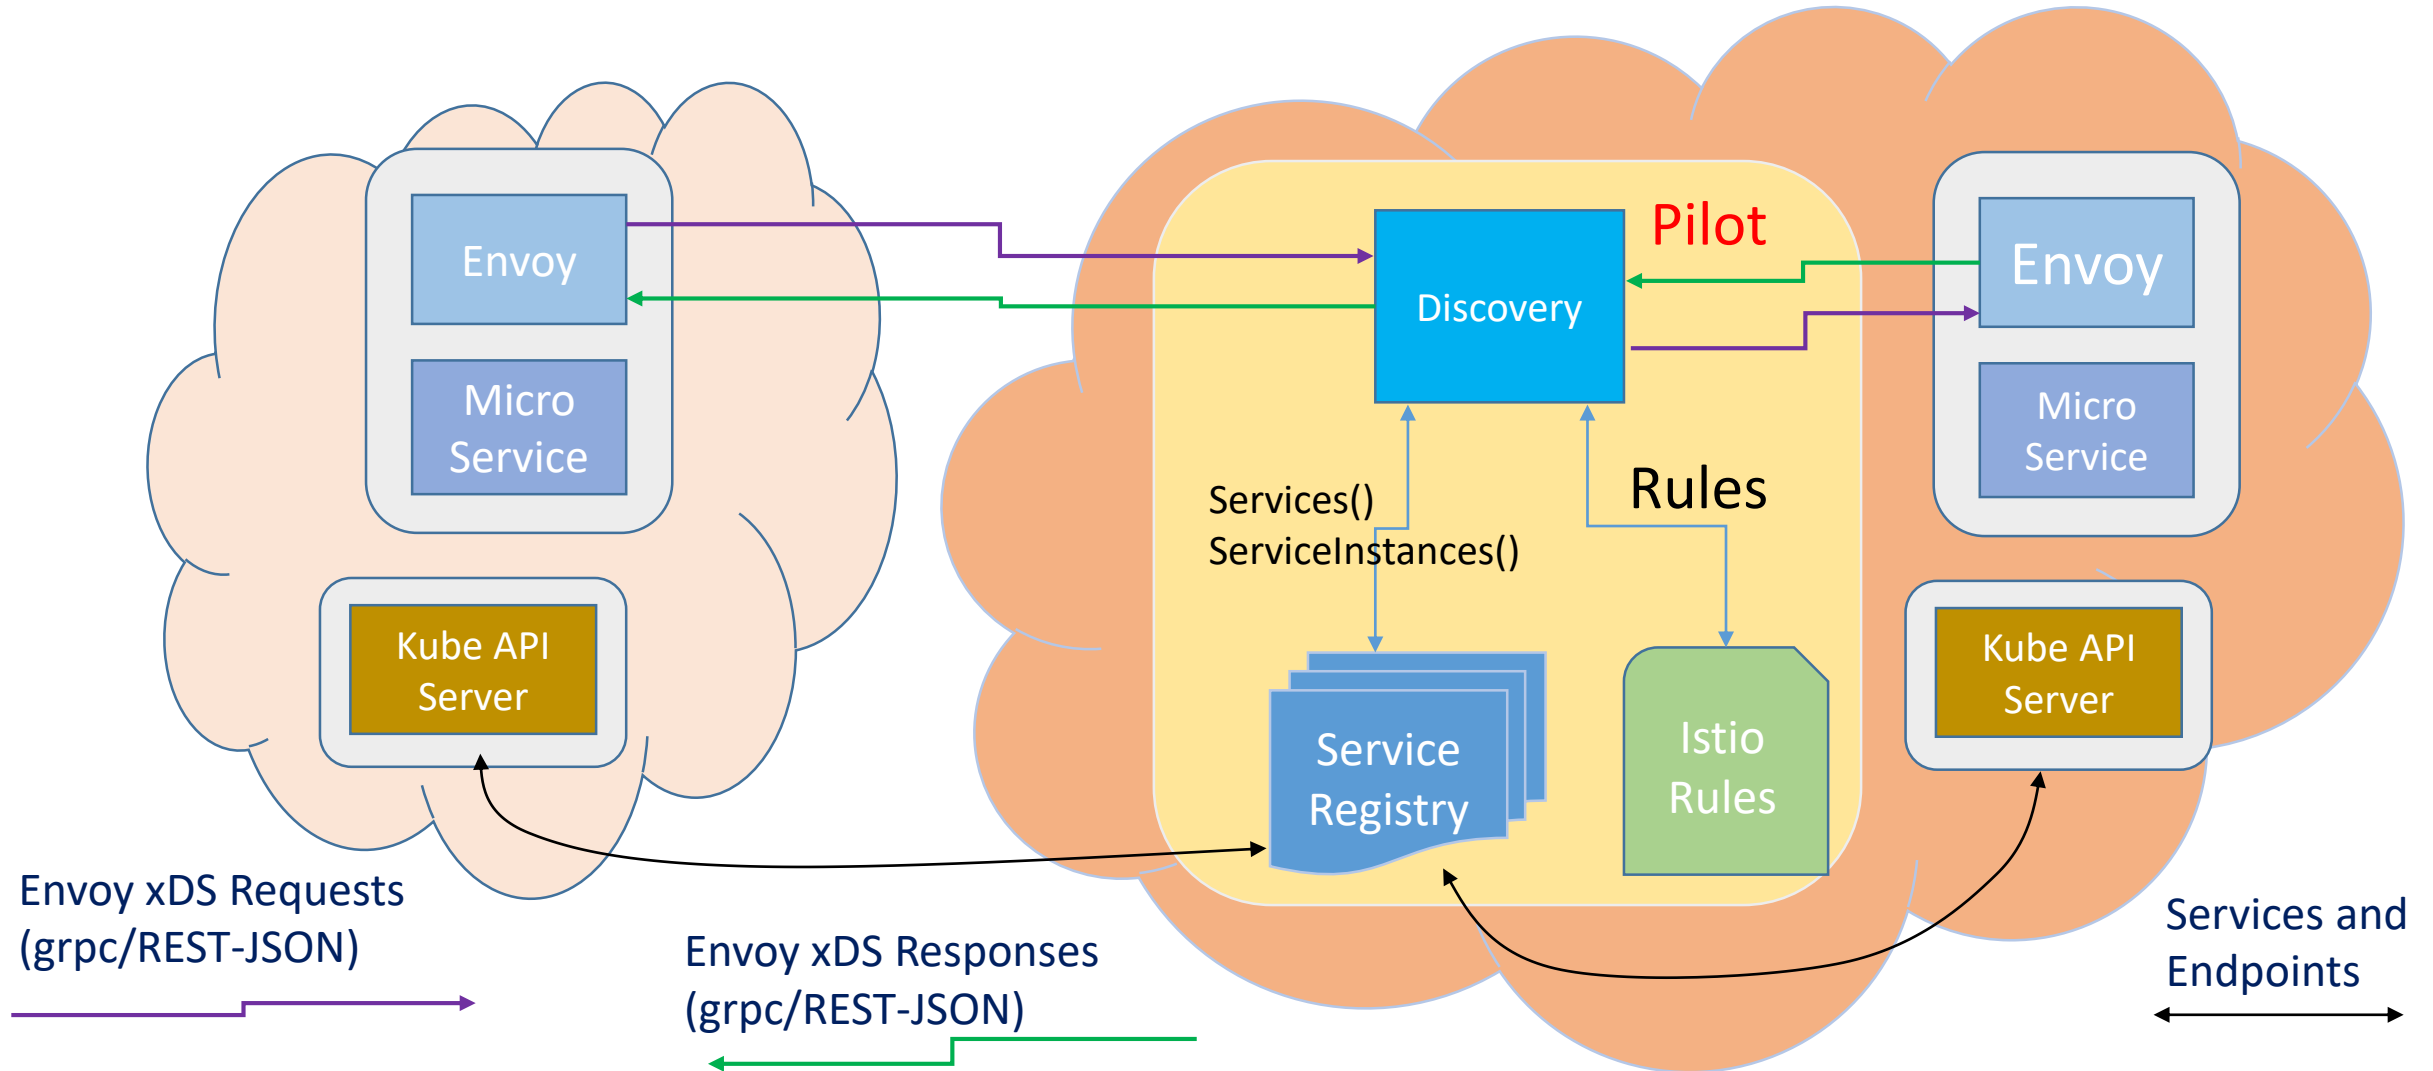 Envoy
Micro
Service
Kube API
Server
Pilot
Discovery
Services()
ServiceInstances()
Rules
Service
Registry
Istio
Rules
Envoy
Micro
Service
Kube API
Server
Envoy xDS Requests
(grpc/REST-JSON)
Envoy xDS Responses
(grpc/REST-JSON)
Services and
Endpoints